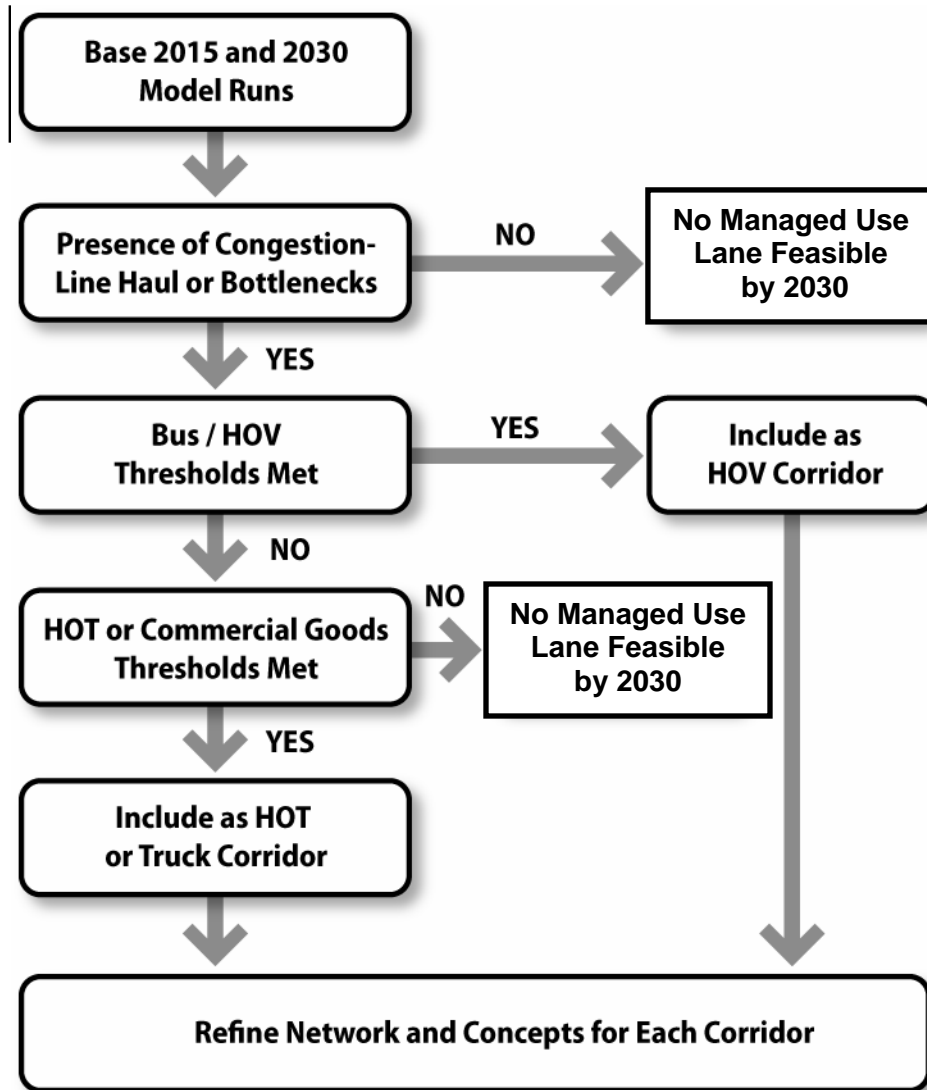 Base 2015 and 2030
Model Runs
Presence of Congestion-
Line Haul or Bottlenecks
NO
No Managed Use
Lane Feasible
by 2030
YES
Bus / HOV
Thresholds Met
YES
Include as
HOV Corridor
NO
HOT or Commercial Goods
Thresholds Met
NO
No Managed Use
Lane Feasible
by 2030
YES
Include as HOT
or Truck Corridor
Refine Network and Concepts for Each Corridor